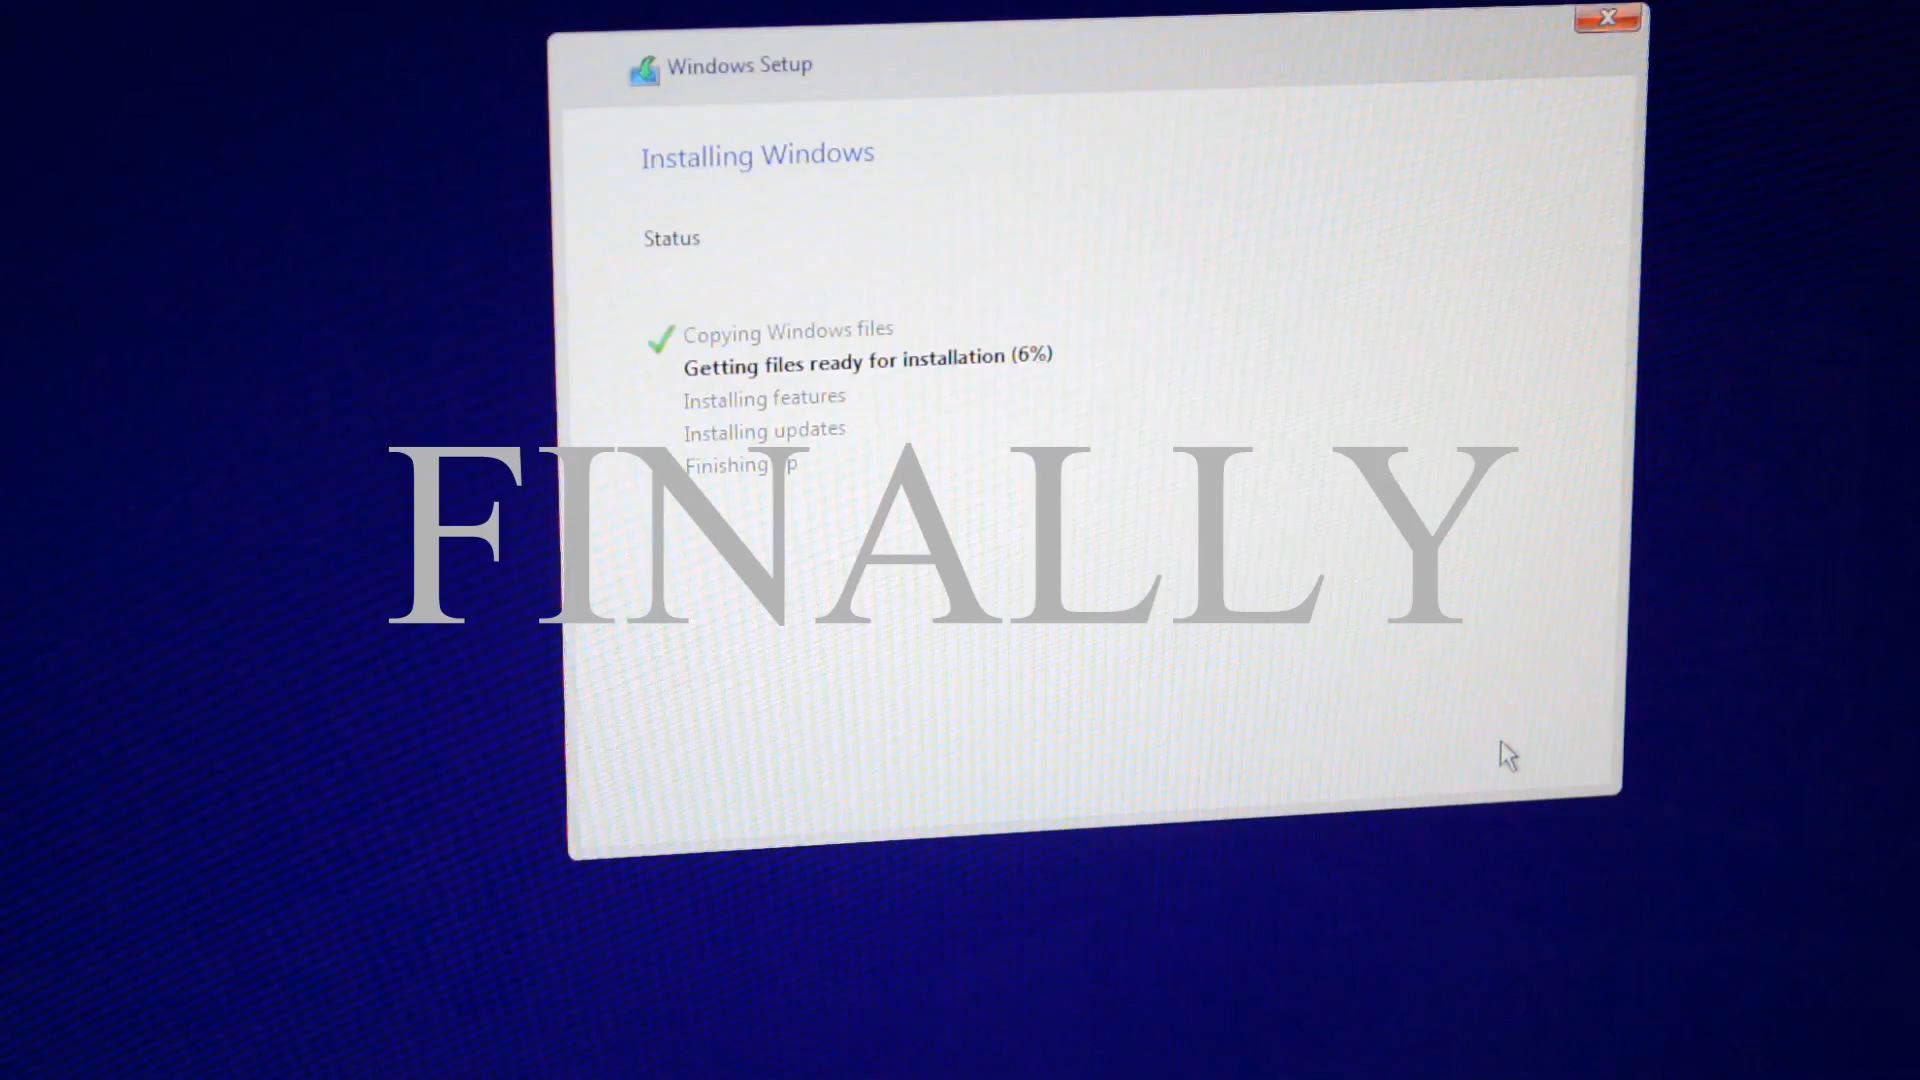 Windows Setup
Installing Windows
Status
Copying Windows files
Getting files ready for installation (6%)
Installing features
Installing updates
Finishing up
FINALLY